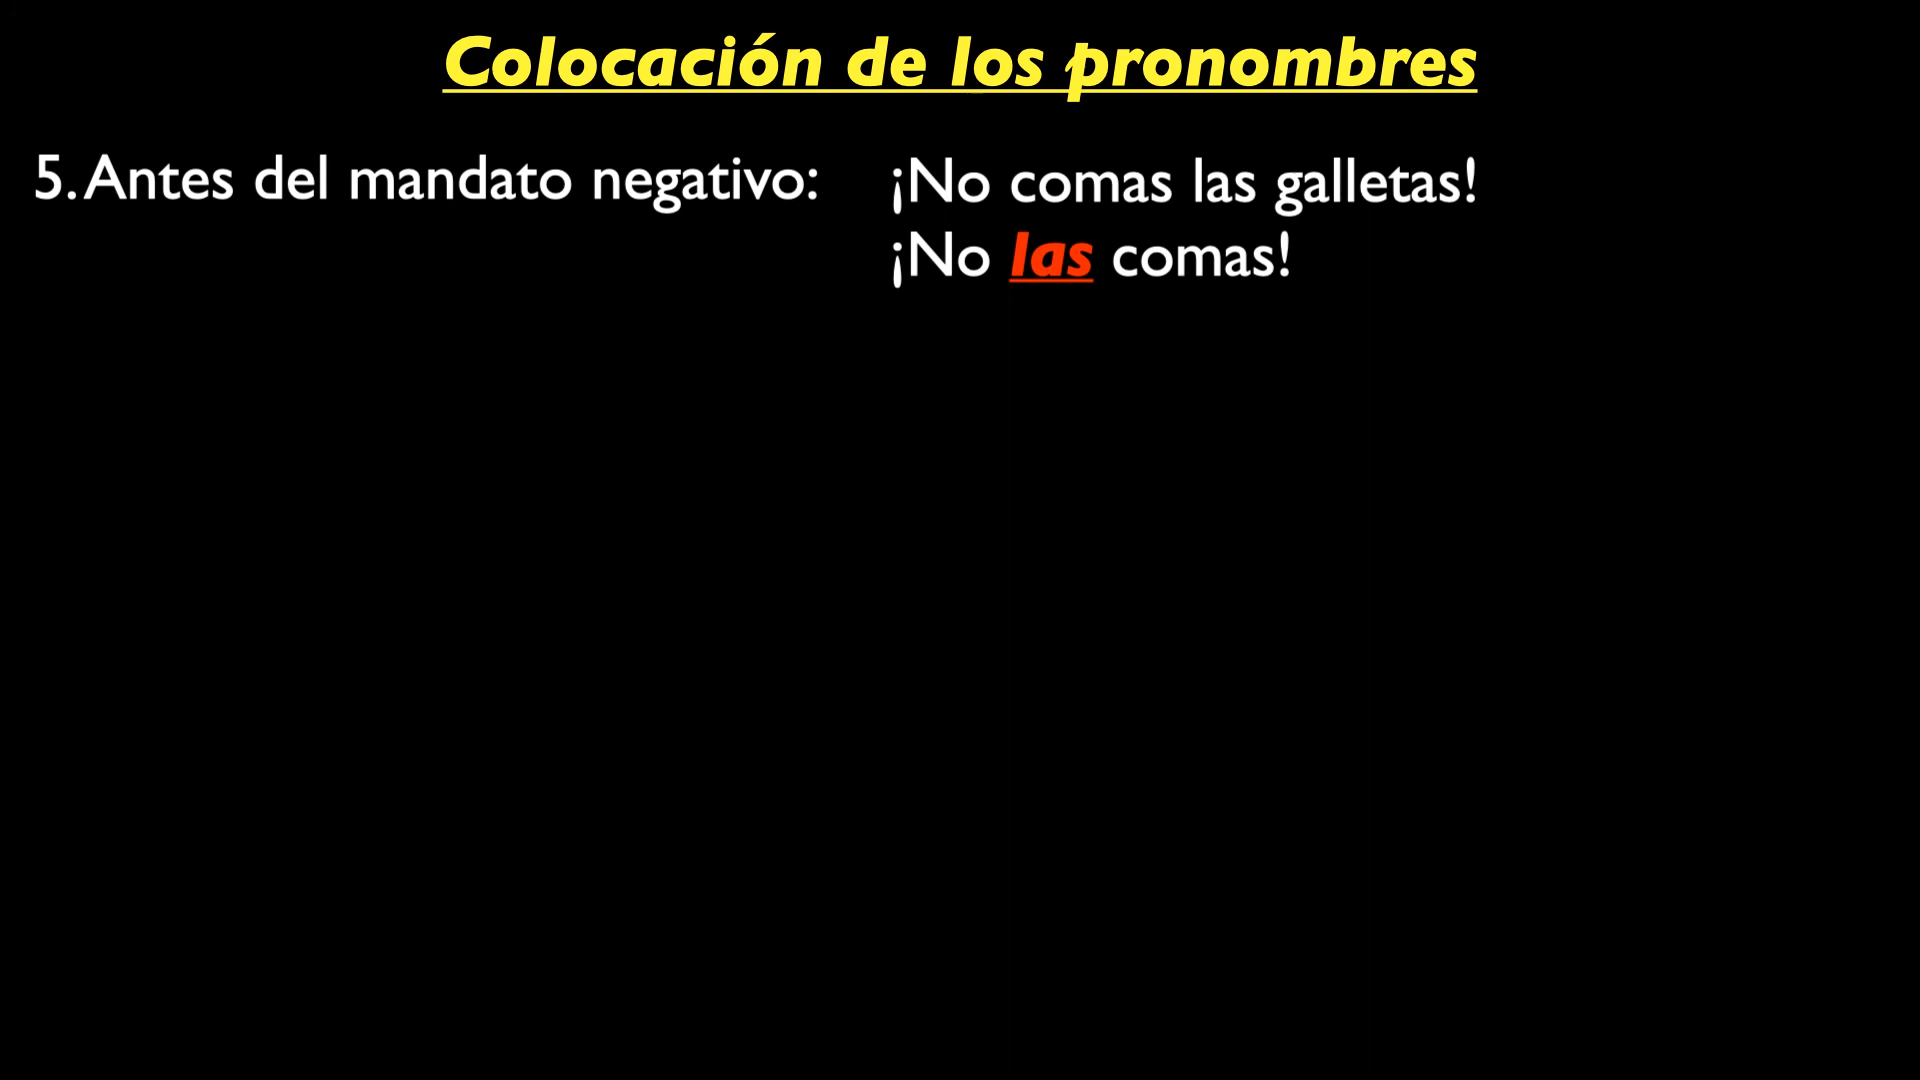 Colocación de los pronombres
5. Antes del mandato negativo: ¡No comas las galletas!
¡No las comas!